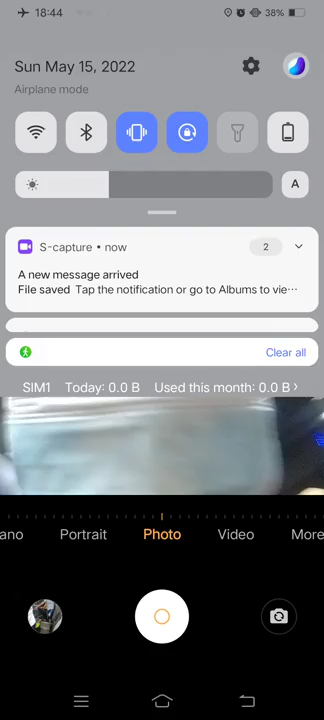 18:44
38%
Sun May 15, 2022
Airplane mode
A
S-capture • now
2
A new message arrived
File saved Tap the notification or go to Albums to vie···
Clear all
SIM1 Today: 0.0 B Used this month: 0.0 B
ano Portrait Photo Video More